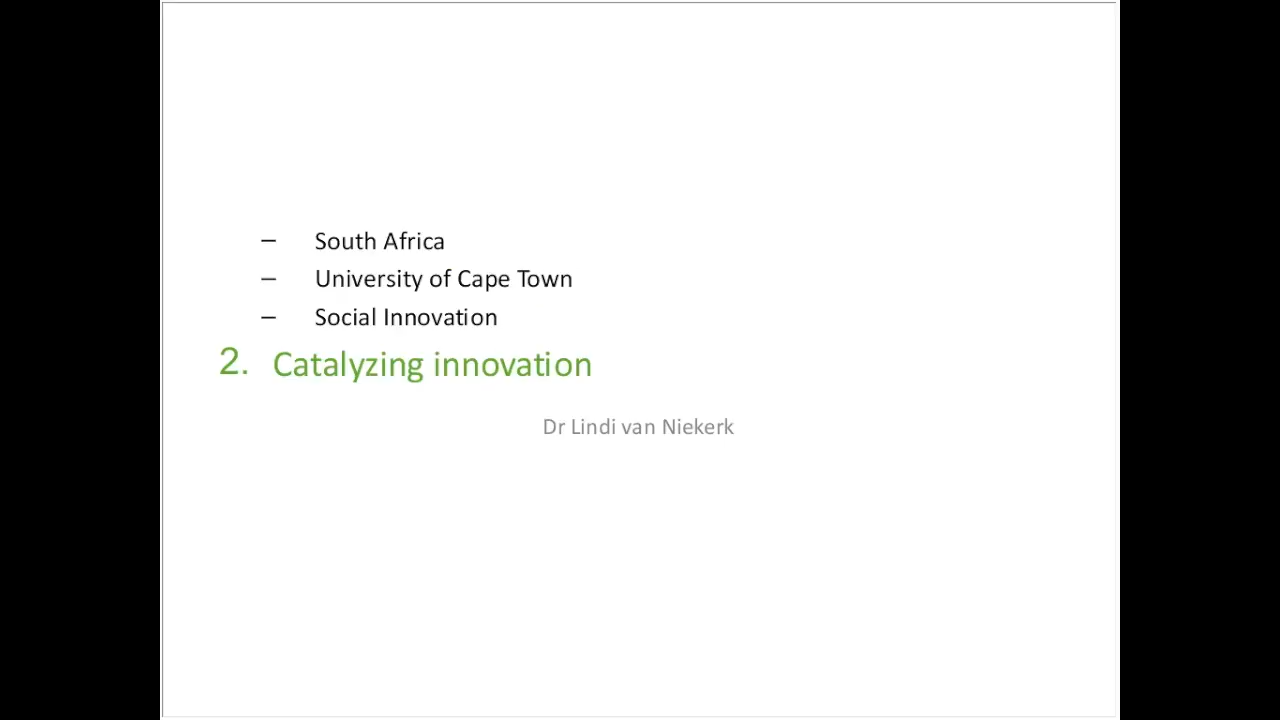 – South Africa
– University of Cape Town
– Social Innovation
2. Catalyzing innovation
Dr Lindi van Niekerk